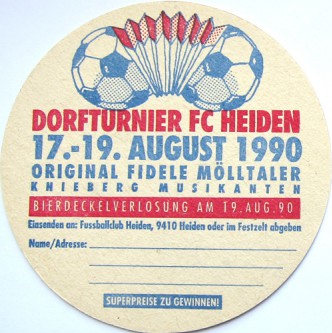 DORFTURNIER FC HEIDEN
17.-19. AUGUST 1990
ORIGINAL FIDELE MÖLLTALER
KNIEBERG MUSIKANTEN
BIERDECKELVERLOSUNG AM 19.AUG.90
Einsenden an: Fussballclub Heiden, 9410 Heiden oder im Festzelt abgeben
Name/Adresse:
SUPERPREISE ZU GEWINNEN!